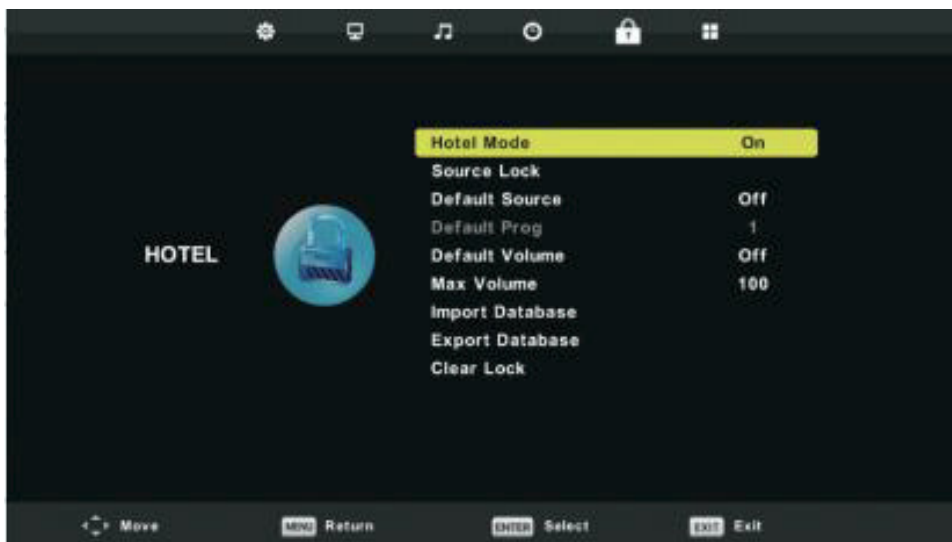 Hotel Mode On
Source Lock
Default Source Off
Default Prog 1
HOTEL
Default Volume Off
Max Volume 100
Import Database
Export Database
Clear Lock
Move MENU Return ENTER Select EXIT Exit